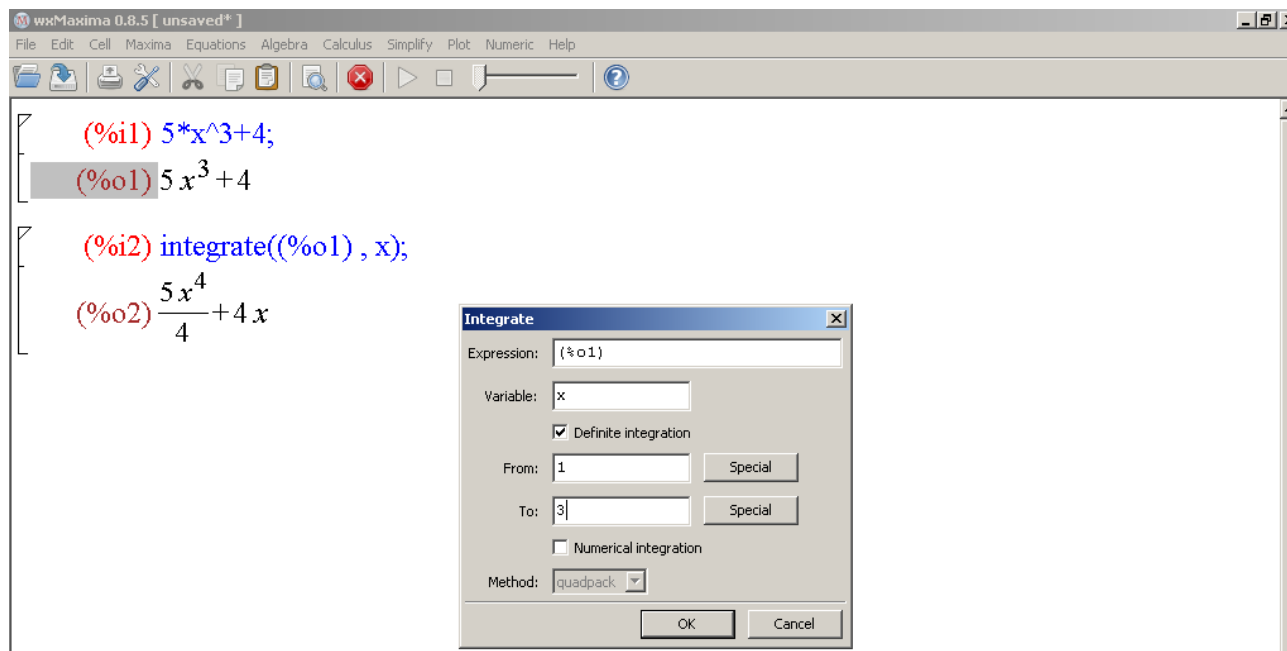 wxMaxima 0.8.5 [ unsaved* ]
File Edit Cell Maxima Equations Algebra Calculus Simplify Plot Numeric Help
(%i1) 5*x^3+4;
(%o1) 5 x³+4
(%i2) integrate((%o1) , x);
(%o2) 5 x⁴/4+4 x
Integrate
Expression: (%o1)
Variable: x
Definite integration
From: 1 Special
To: 3 Special
Numerical integration
Method: quadpack
OK Cancel